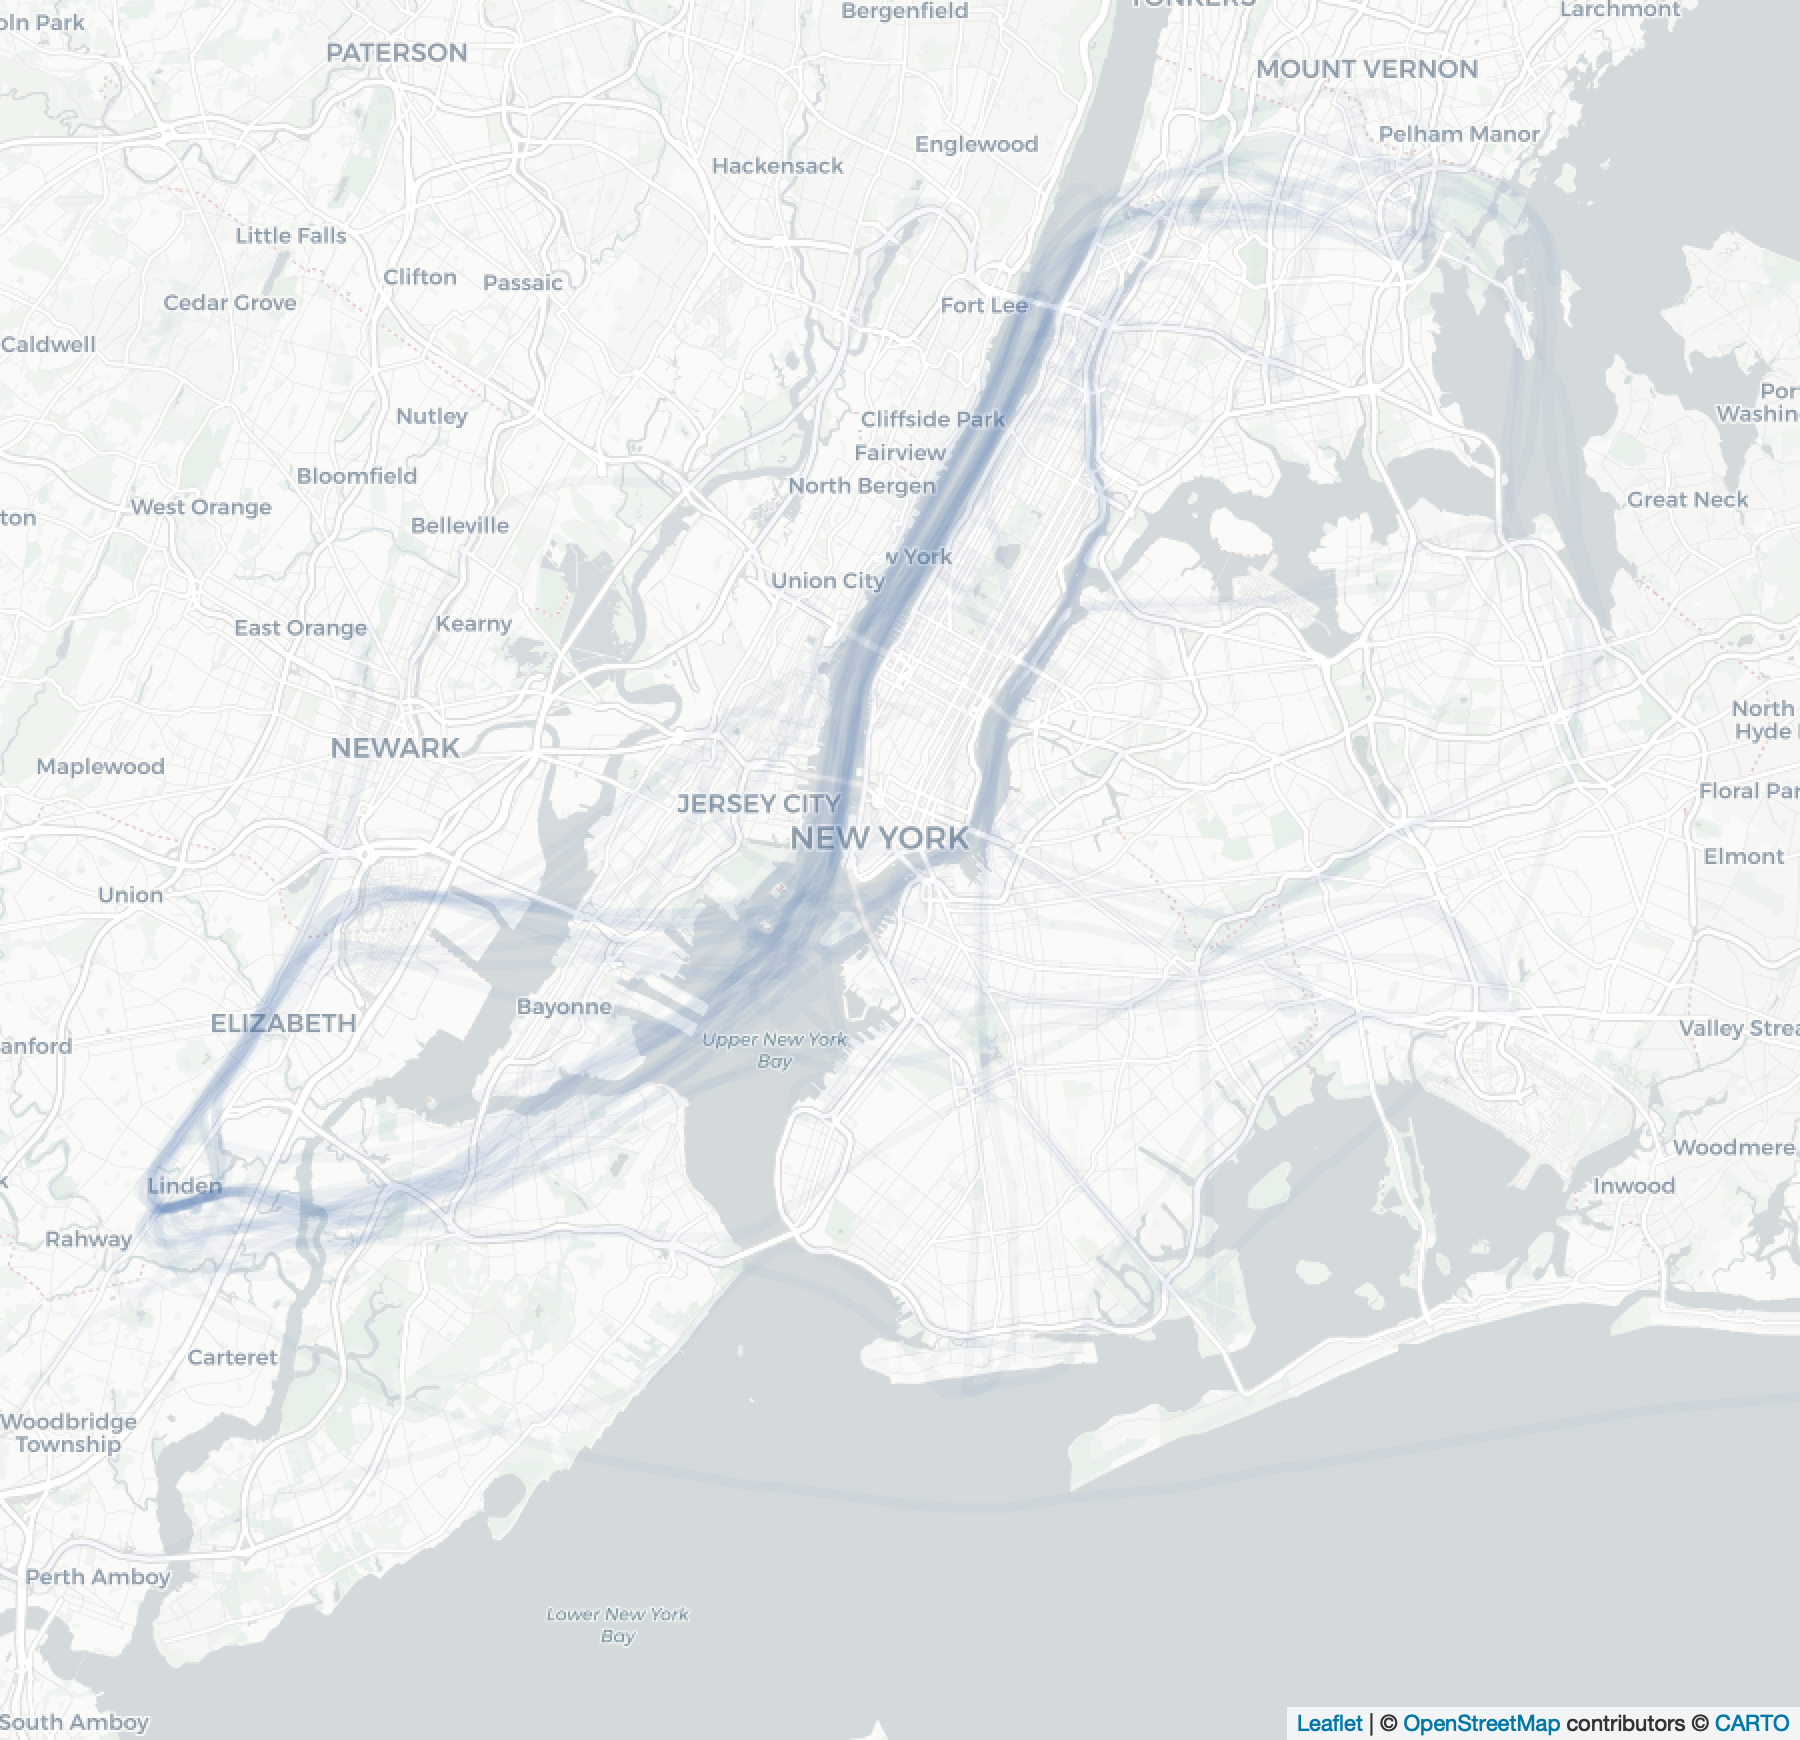 Bergenfield
YONKERS
Larchmont
oln Park
PATERSON
MOUNT VERNON
Pelham Manor
Englewood
Hackensack
Little Falls
Clifton
Passaic
Cedar Grove
Fort Lee
Caldwell
Nutley
Cliffside Park
Por
Washin
Fairview
Bloomfield
North Bergen
West Orange
Great Neck
ton
Belleville
w York
Union City
East Orange
Kearny
North
Hyde
NEWARK
Maplewood
Floral Par
JERSEY CITY
NEW YORK
Elmont
Union
Bayonne
ELIZABETH
Valley Strea
anford
Upper New York
Bay
Woodmere
Linden
Inwood
Rahway
Carteret
Woodbridge
Township
Perth Amboy
Lower New York
Bay
South Amboy
Leaflet | © OpenStreetMap contributors © CARTO